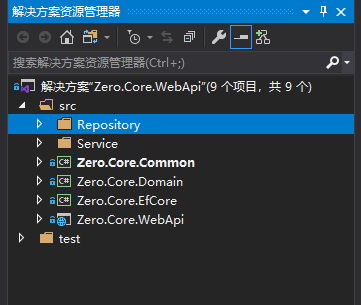 解决方案资源管理器
搜索解决方案资源管理器(Ctrl+;)
解决方案"Zero.Core.WebApi"(9 个项目，共 9 个)
src
Repository
Service
Zero.Core.Common
Zero.Core.Domain
Zero.Core.EfCore
Zero.Core.WebApi
test